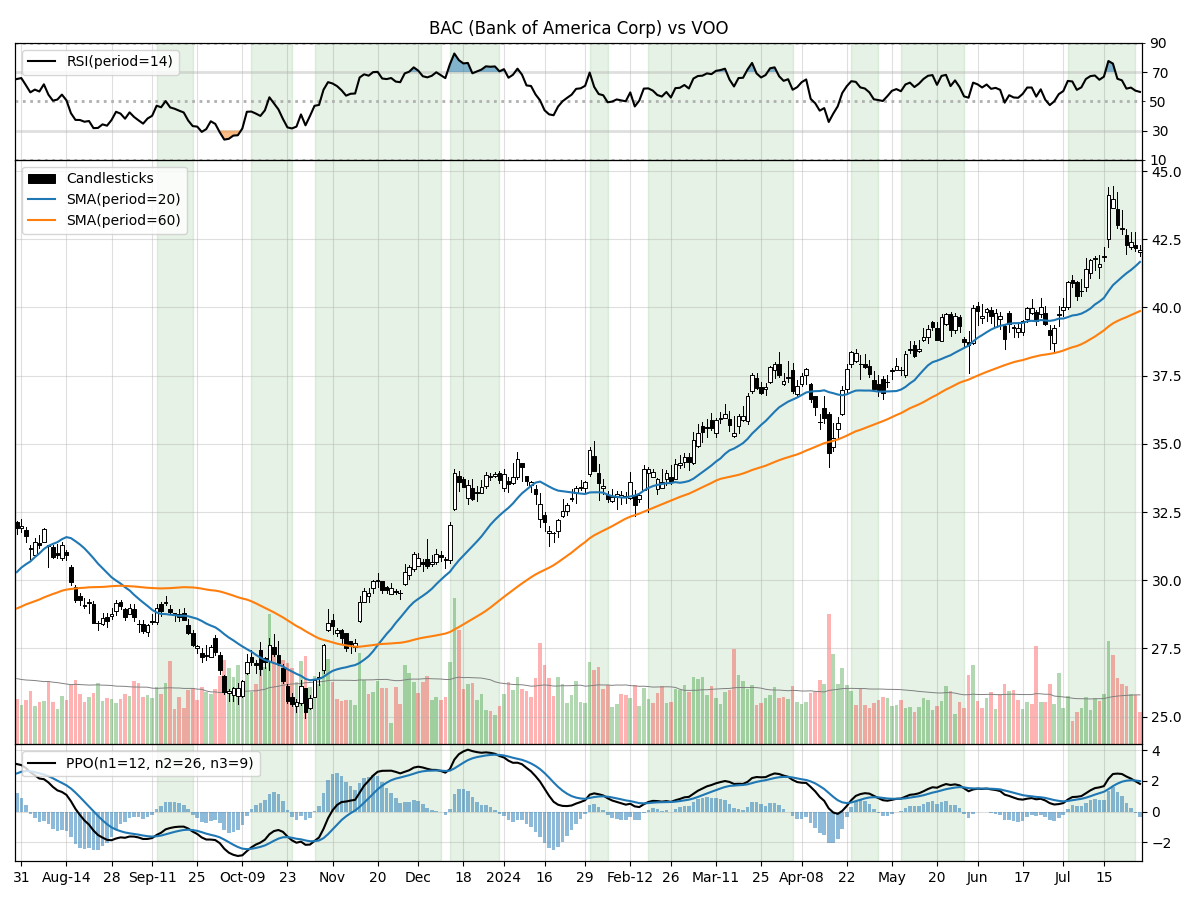 BAC (Bank of America Corp) vs VOO
RSI(period=14)
90
70
50
30
10
Candlesticks
SMA(period=20)
SMA(period=60)
45.0
42.5
40.0
37.5
35.0
32.5
30.0
27.5
25.0
PPO(n1=12, n2=26, n3=9)
4
2
0
−2
31 Aug-14 28 Sep-11 25 Oct-09 23 Nov 20 Dec 18 2024 16 29 Feb-12 26 Mar-11 25 Apr-08 22 May 20 Jun 17 Jul 15